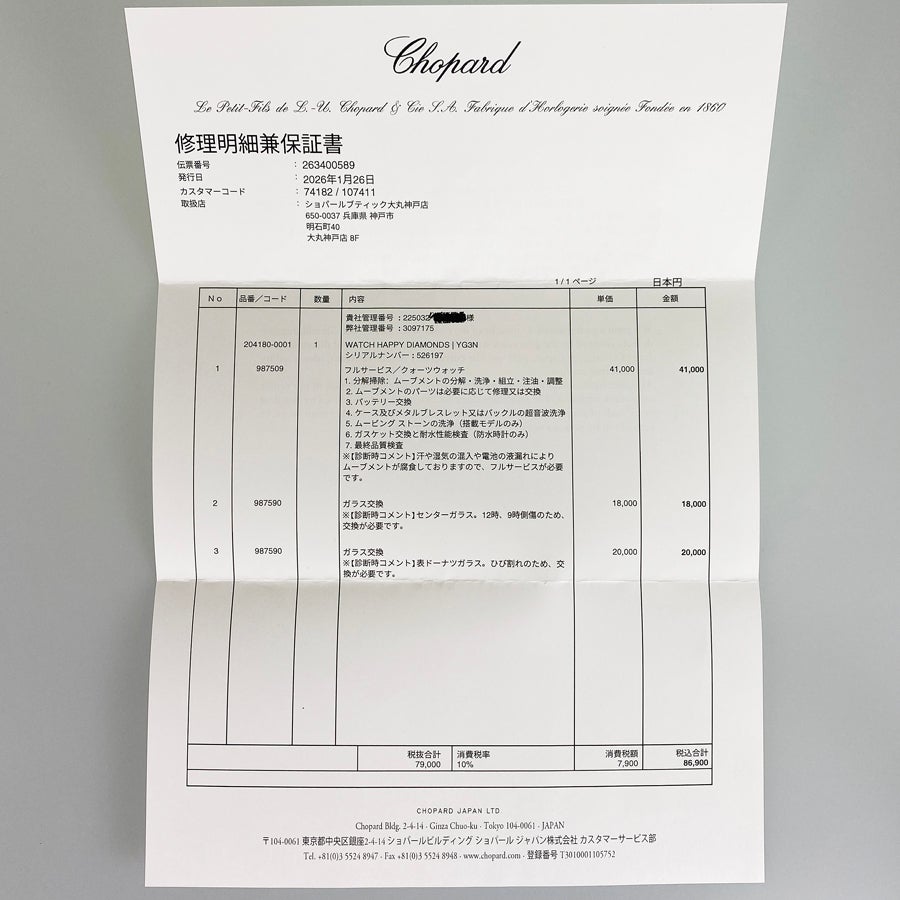 Chopard
Le Petit-Fils de L.-U. Chopard & Cie S.A. Fabrique d'Horlogerie soignée Fondée en 1860
修理明細兼保証書
伝票番号 : 263400589
発行日 : 2026年1月26日
カスタマーコード : 74182 / 107411
取扱店 : ショパールブティック大丸神戸店
650-0037 兵庫県 神戸市
明石町40
大丸神戸店 8F
1 / 1 ページ 日本円
No 品番／コード 数量 内容 単価 金額
貴社管理番号 : 225032 様
弊社管理番号 : 3097175
204180-0001 1 WATCH HAPPY DIAMONDS | YG3N
シリアルナンバー : 526197
1 987509 フルサービス／クォーツウォッチ 41,000 41,000
1. 分解掃除: ムーブメントの分解・洗浄・組立・注油・調整
2. ムーブメントのパーツは必要に応じて修理又は交換
3. バッテリー交換
4. ケース及びメタルブレスレット又はバックルの超音波洗浄
5. ムービング ストーンの洗浄（搭載モデルのみ）
6. ガスケット交換と耐水性能検査（防水時計のみ）
7. 最終品質検査
※【診断時コメント】汗や湿気の混入や電池の液漏れにより
ムーブメントが腐食しておりますので、フルサービスが必要
です。
2 987590 ガラス交換 18,000 18,000
※【診断時コメント】センターガラス。12時、9時側傷のため、
交換が必要です。
3 987590 ガラス交換 20,000 20,000
※【診断時コメント】表ドーナツガラス。ひび割れのため、交
換が必要です。
税抜合計 消費税率 消費税額 税込合計
79,000 10% 7,900 86,900
CHOPARD JAPAN LTD
Chopard Bldg. 2-4-14 · Ginza Chuo-ku · Tokyo 104-0061 · JAPAN
〒104-0061 東京都中央区銀座2-4-14 ショパールビルディング ショパール ジャパン株式会社 カスタマーサービス部
Tel. +81(0)3 5524 8947 · Fax +81(0)3 5524 8948 · www.chopard.com · 登録番号 T3010001105752